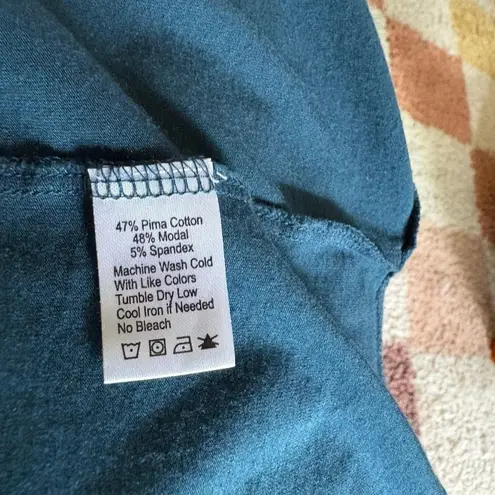 47% Pima Cotton
48% Modal
5% Spandex
Machine Wash Cold
With Like Colors
Tumble Dry Low
Cool Iron if Needed
No Bleach